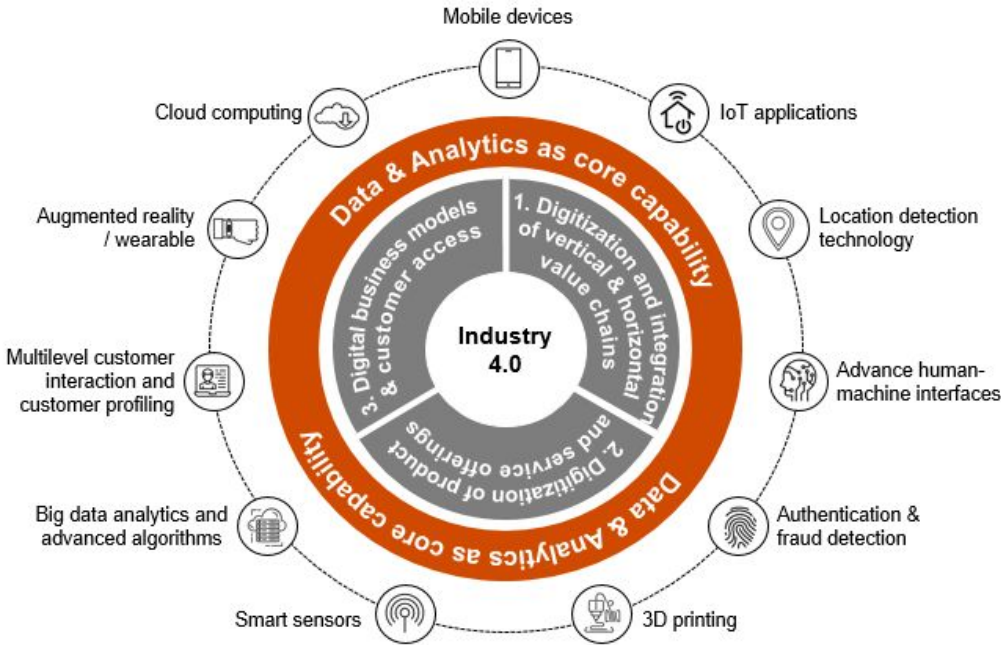 Mobile devices
Cloud computing
IoT applications
Data & Analytics as core capability
Augmented reality
/ wearable
Location detection
technology
3. Digital business models
& customer access
1. Digitization and integration
of vertical & horizontal
value chains
Industry
4.0
Multilevel customer
interaction and
customer profiling
Advance human-
machine interfaces
2. Digitization of product
and service offerings
Data & Analytics as core capability
Big data analytics and
advanced algorithms
Authentication &
fraud detection
Smart sensors
3D printing